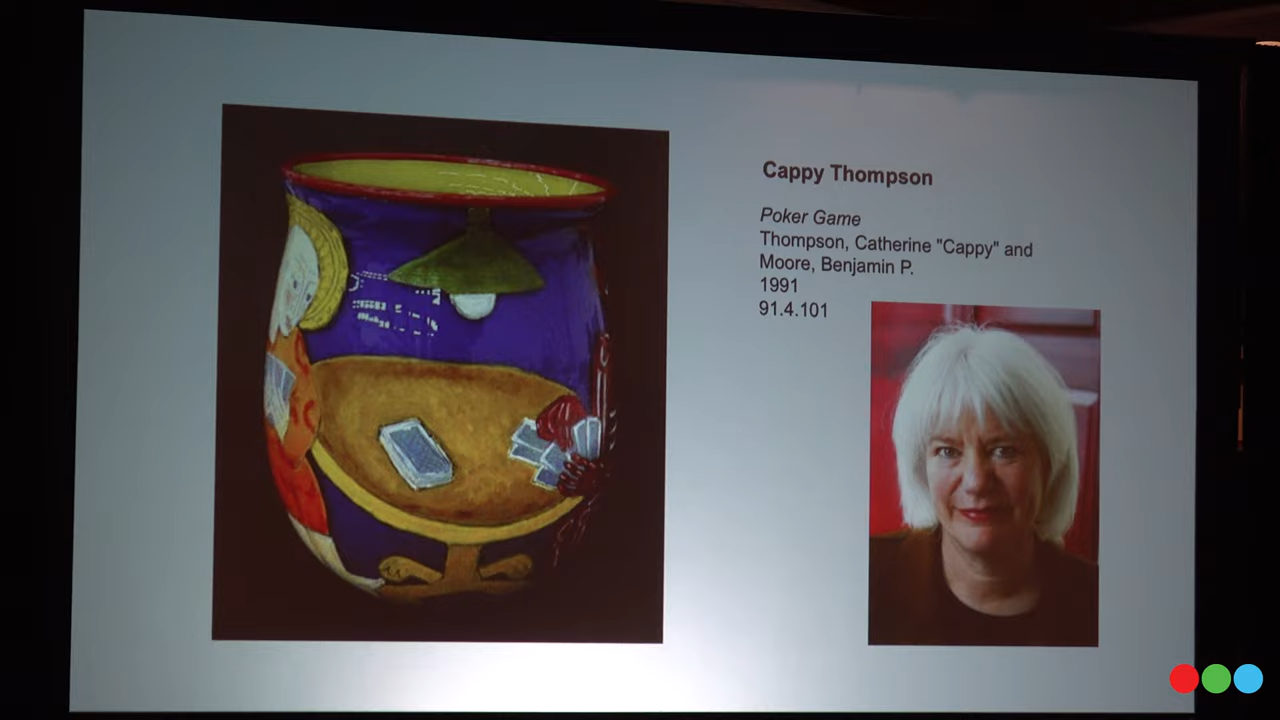 Cappy Thompson
Poker Game
Thompson, Catherine "Cappy" and
Moore, Benjamin P.
1991
91.4.101